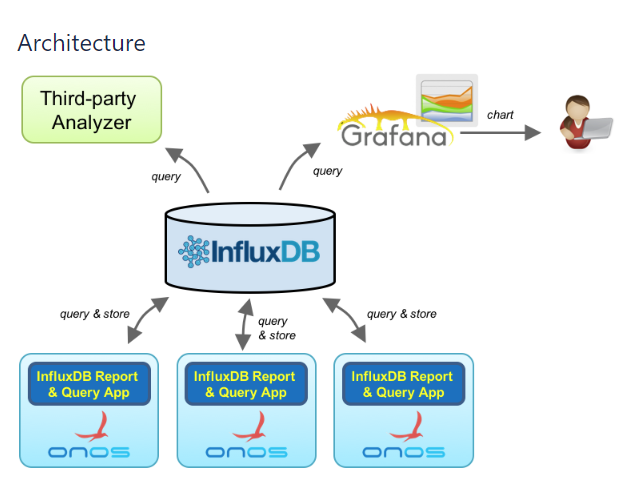 Architecture
Third-party
Analyzer
Grafana
chart
query
query
InfluxDB
query & store
query
& store
query & store
InfluxDB Report
& Query App
onos
InfluxDB Report
& Query App
onos
InfluxDB Report
& Query App
onos